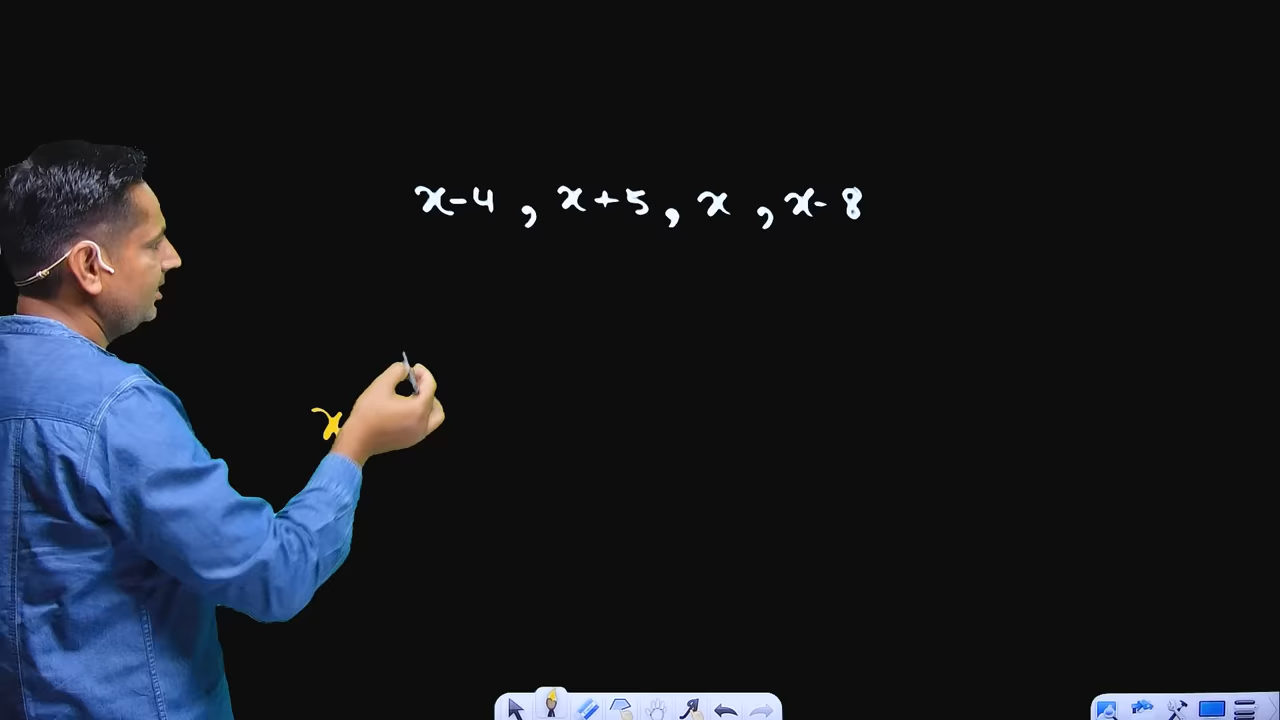 x-4 , x+5, x , x-8
x